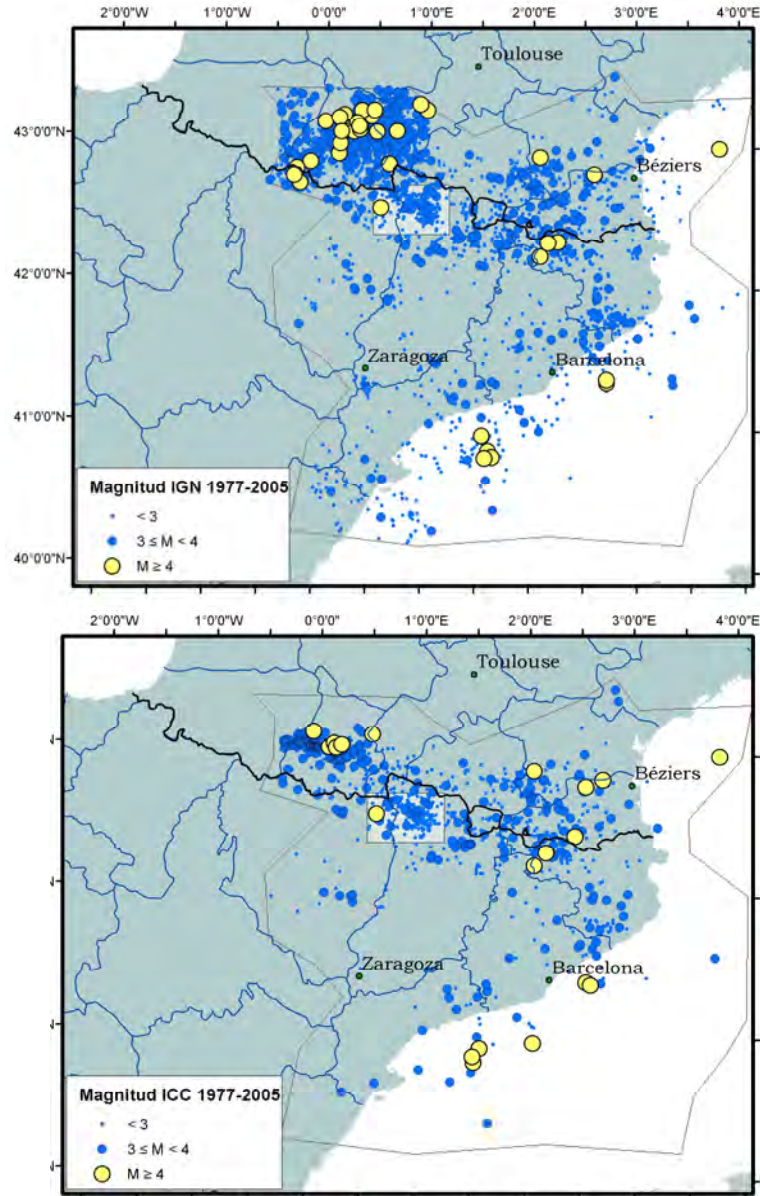 2°0'0"W 1°0'0"W 0°0'0" 1°0'0"E 2°0'0"E 3°0'0"E 4°0'0"E
Toulouse
43°0'0"N
Béziers
42°0'0"N
Zaragoza
Barcelona
41°0'0"N
Magnitud IGN 1977-2005
< 3
3 ≤ M < 4
M ≥ 4
40°0'0"N
2°0'0"W 1°0'0"W 0°0'0" 1°0'0"E 2°0'0"E 3°0'0"E 4°0'0"E
Toulouse
N
Béziers
N
Zaragoza
Barcelona
N
Magnitud ICC 1977-2005
< 3
3 ≤ M < 4
M ≥ 4
N